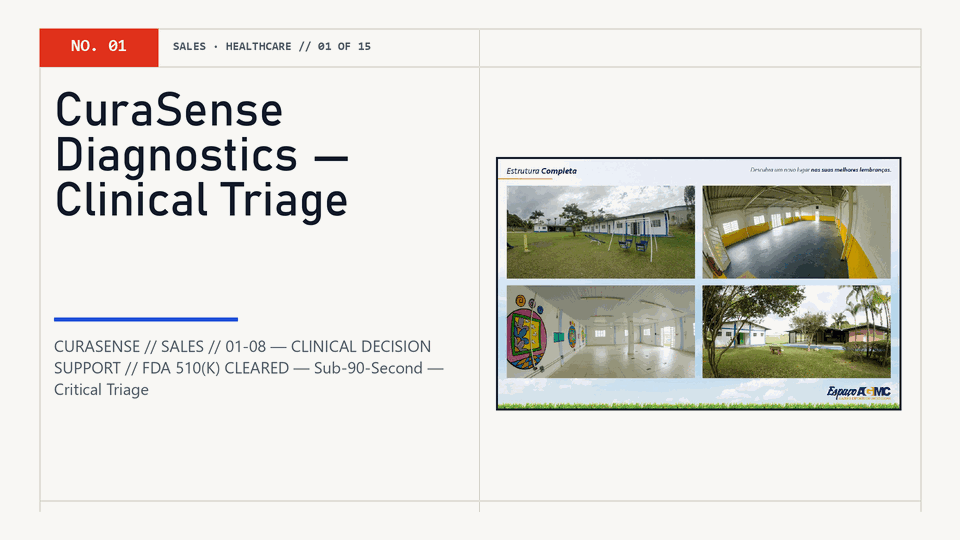 NO. 01
SALES · HEALTHCARE // 01 OF 15
CuraSense
Diagnostics —
Clinical Triage
CURASENSE // SALES // 01-08 — CLINICAL DECISION
SUPPORT // FDA 510(K) CLEARED — Sub-90-Second —
Critical Triage
Estrutura Completa
Descubra um novo lugar nas suas melhores lembranças.
Espaço AGMC